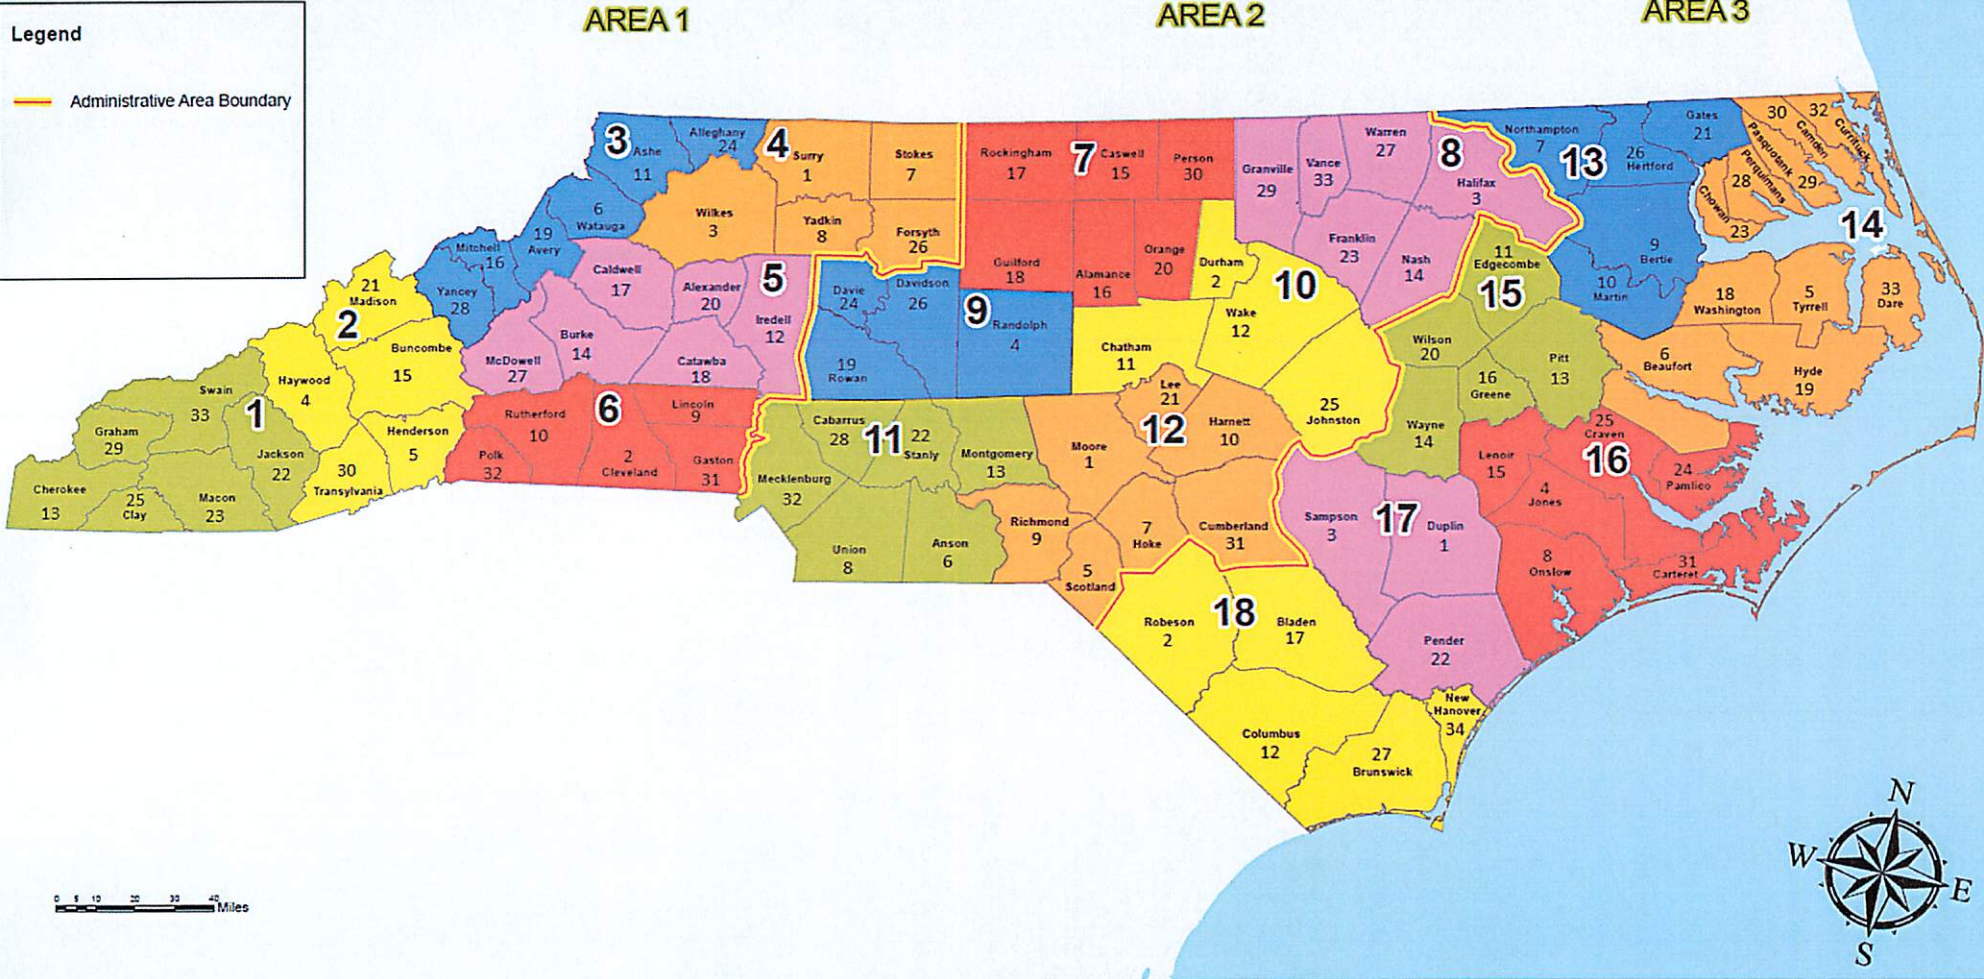 AREA 1
AREA 2
AREA 3
Legend
Administrative Area Boundary
3
Ashe
11
Alleghany
24
6
Watauga
19
Avery
Mitchell
16
Yancey
28
4
Surry
1
Stokes
7
Wilkes
3
Yadkin
8
Forsyth
26
7
Rockingham
17
Caswell
15
Person
30
Guilford
18
Alamance
16
Orange
20
8
Granville
29
Vance
33
Warren
27
Halifax
3
Franklin
23
Nash
14
13
Northampton
7
26
Hertford
Gates
21
9
Bertie
10
Martin
14
30
Pasquotank
32
Camden
Currituck
28
Perquimans
29
Chowan
23
18
Washington
5
Tyrrell
33
Dare
6
Beaufort
Hyde
19
2
21
Madison
Buncombe
15
Haywood
4
Henderson
5
30
Transylvania
1
Swain
33
Graham
29
Jackson
22
Cherokee
13
25
Clay
Macon
23
5
Caldwell
17
Alexander
20
Iredell
12
Burke
14
McDowell
27
Catawba
18
6
Rutherford
10
Lincoln
9
Polk
32
2
Cleveland
Gaston
31
9
Davie
24
Davidson
26
Randolph
4
19
Rowan
10
Durham
2
Wake
12
Chatham
11
25
Johnston
11
Cabarrus
28
22
Stanly
Montgomery
13
Mecklenburg
32
Union
8
Anson
6
12
Lee
21
Harnett
10
Moore
1
Richmond
9
7
Hoke
Cumberland
31
5
Scotland
15
11
Edgecombe
Wilson
20
16
Greene
Pitt
13
Wayne
14
16
25
Craven
Lenoir
15
4
Jones
24
Pamlico
8
Onslow
31
Carteret
17
Sampson
3
Duplin
1
Pender
22
18
Robeson
2
Bladen
17
Columbus
12
27
Brunswick
New
Hanover
34
0 5 10 20 30 40
Miles
N
W
E
S